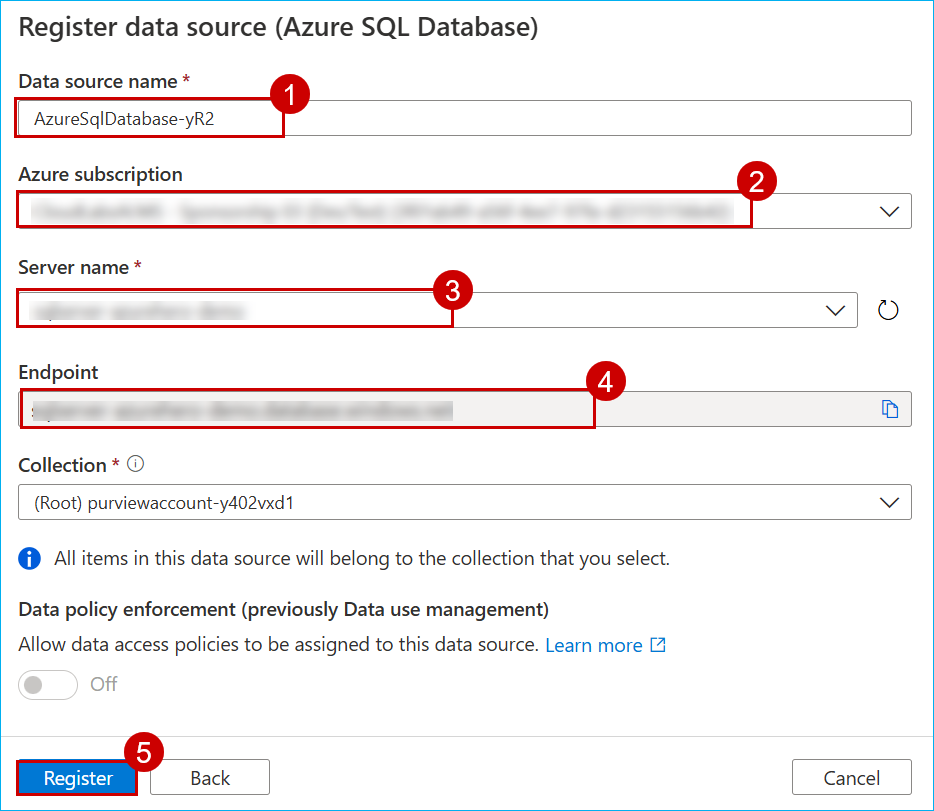 Register data source (Azure SQL Database)
Data source name *
1
AzureSqlDatabase-yR2
Azure subscription
2
Server name *
3
Endpoint
4
Collection *
(Root) purviewaccount-y402vxd1
All items in this data source will belong to the collection that you select.
Data policy enforcement (previously Data use management)
Allow data access policies to be assigned to this data source. Learn more
Off
5
Register Back Cancel